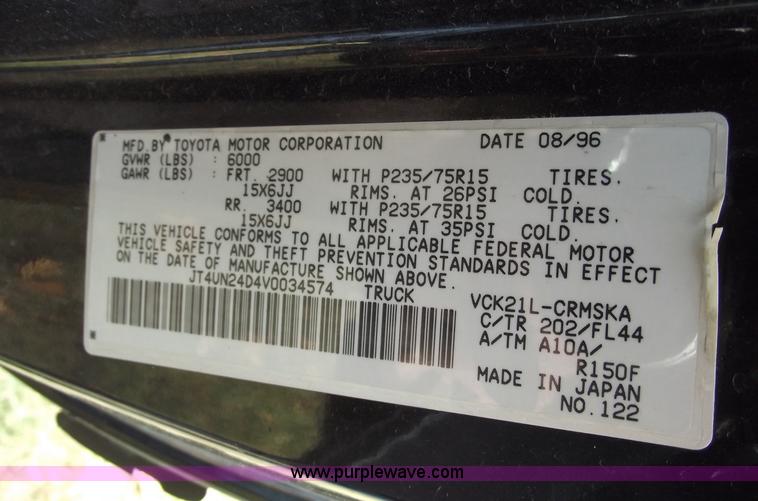 MFD.BY TOYOTA MOTOR CORPORATION DATE 08/96
GVWR (LBS) : 6000
GAWR (LBS) : FRT. 2900 WITH P235/75R15 TIRES.
15X6JJ RIMS. AT 26PSI COLD.
RR. 3400 WITH P235/75R15 TIRES.
15X6JJ RIMS. AT 35PSI COLD.
THIS VEHICLE CONFORMS TO ALL APPLICABLE FEDERAL MOTOR
VEHICLE SAFETY AND THEFT PREVENTION STANDARDS IN EFFECT
ON THE DATE OF MANUFACTURE SHOWN ABOVE.
JT4UN24D4V0034574 TRUCK VCK21L-CRMSKA
C/TR 202/FL44
A/TM A10A/
R150F
MADE IN JAPAN
NO.122
www.purplewave.com